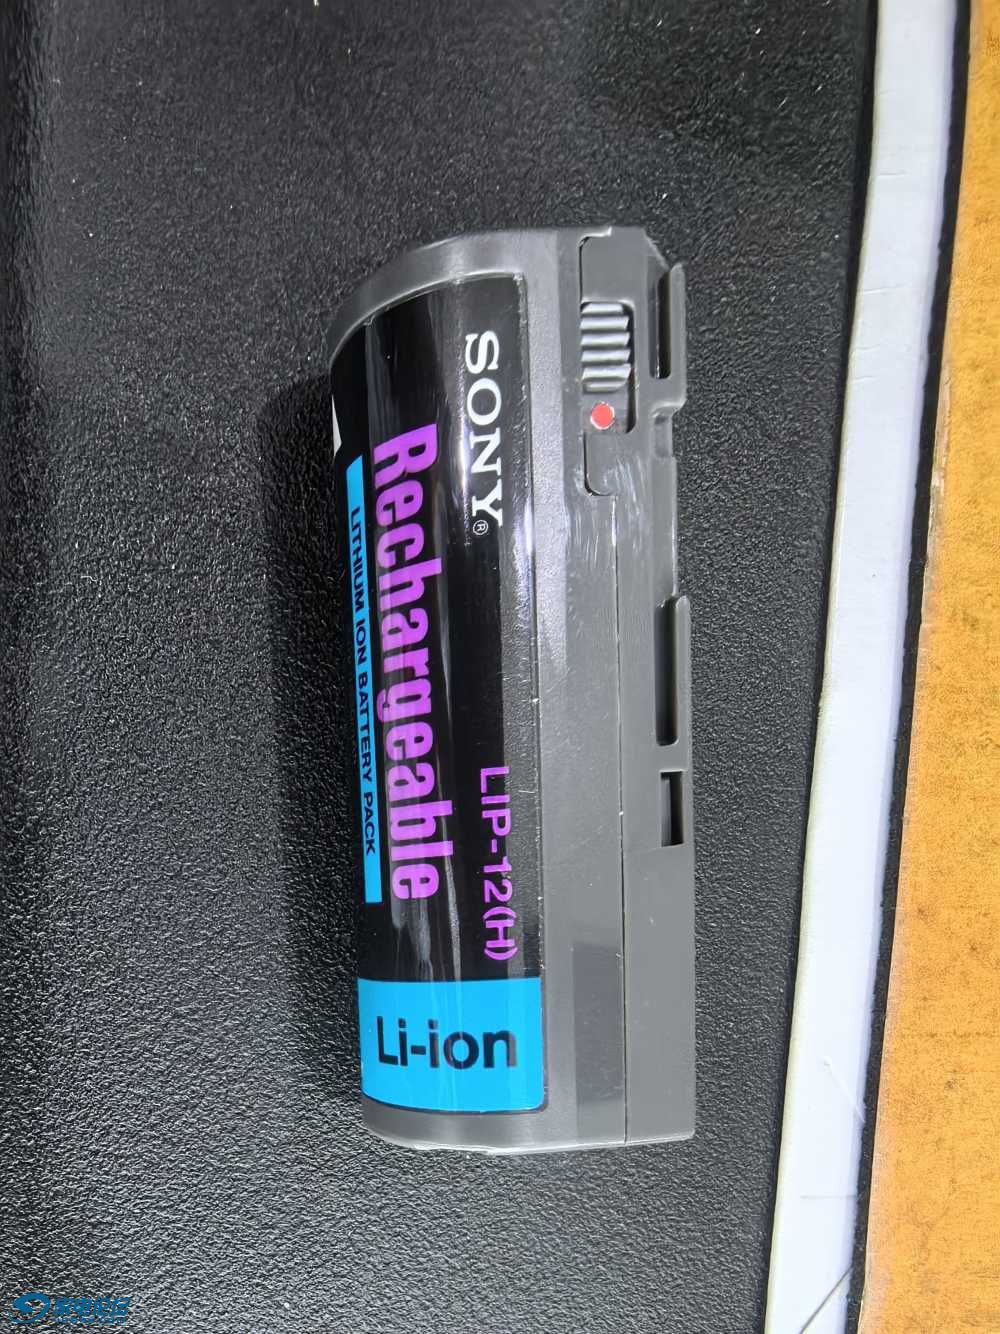 SONY®
LIP-12(H)
Rechargeable
LITHIUM ION BATTERY PACK
Li-ion